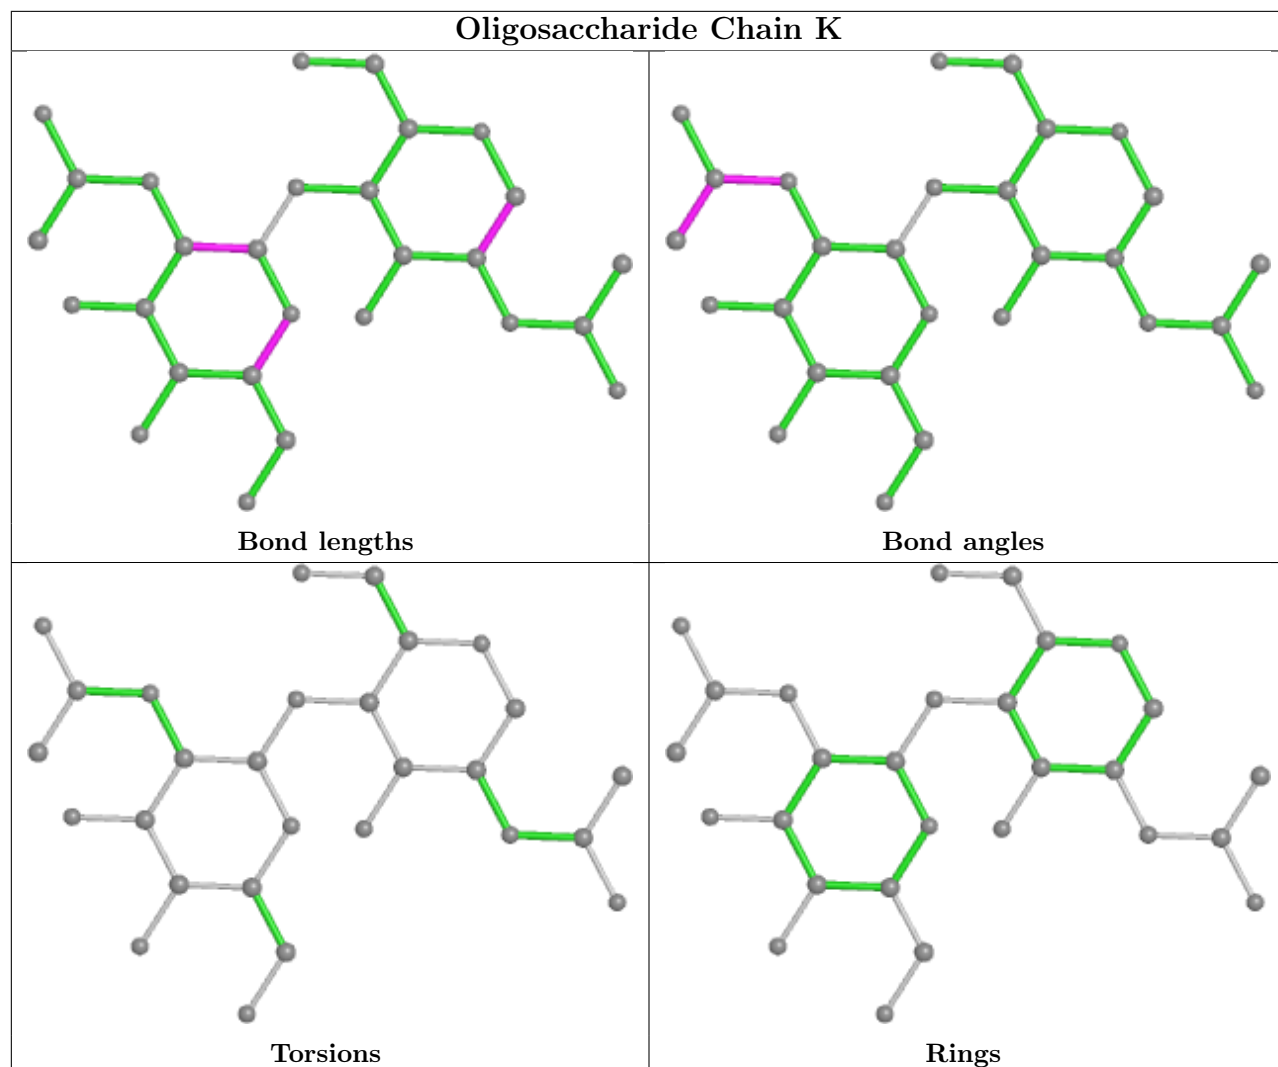 Oligosaccharide Chain K
Bond lengths
Bond angles
Torsions
Rings